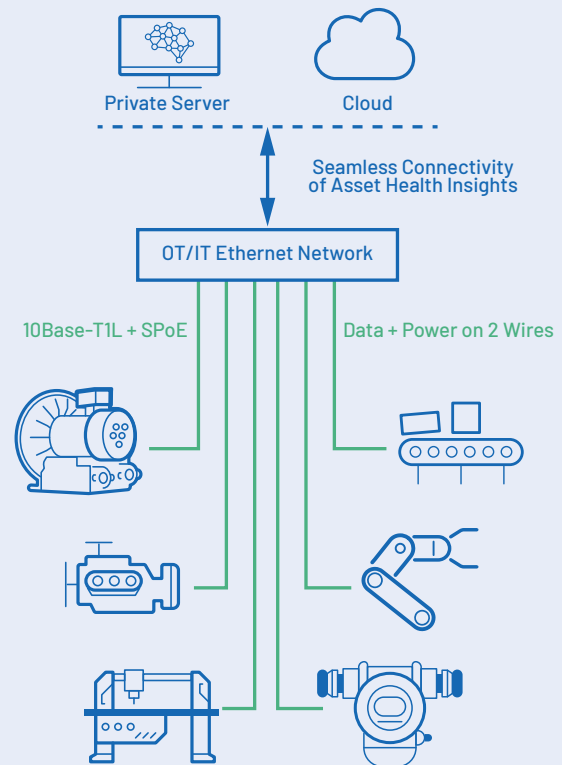 Private Server
Cloud
Seamless Connectivity
of Asset Health Insights
OT/IT Ethernet Network
10Base-T1L + SPoE
Data + Power on 2 Wires